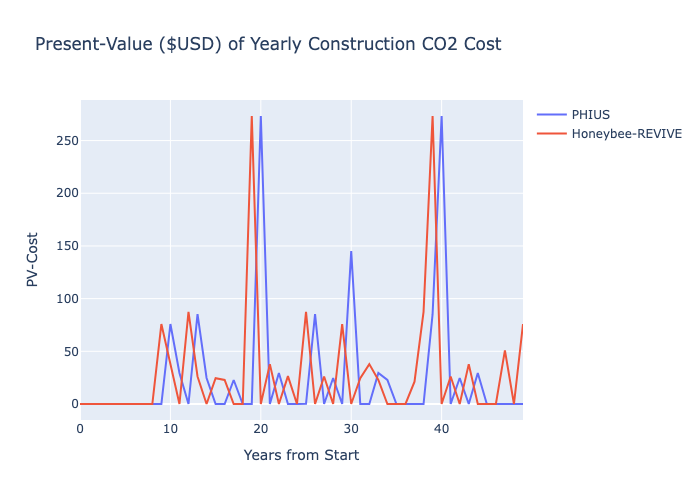 Present-Value ($USD) of Yearly Construction CO2 Cost
PHIUS
Honeybee-REVIVE
250
200
150
100
50
0
PV-Cost
0 10 20 30 40
Years from Start